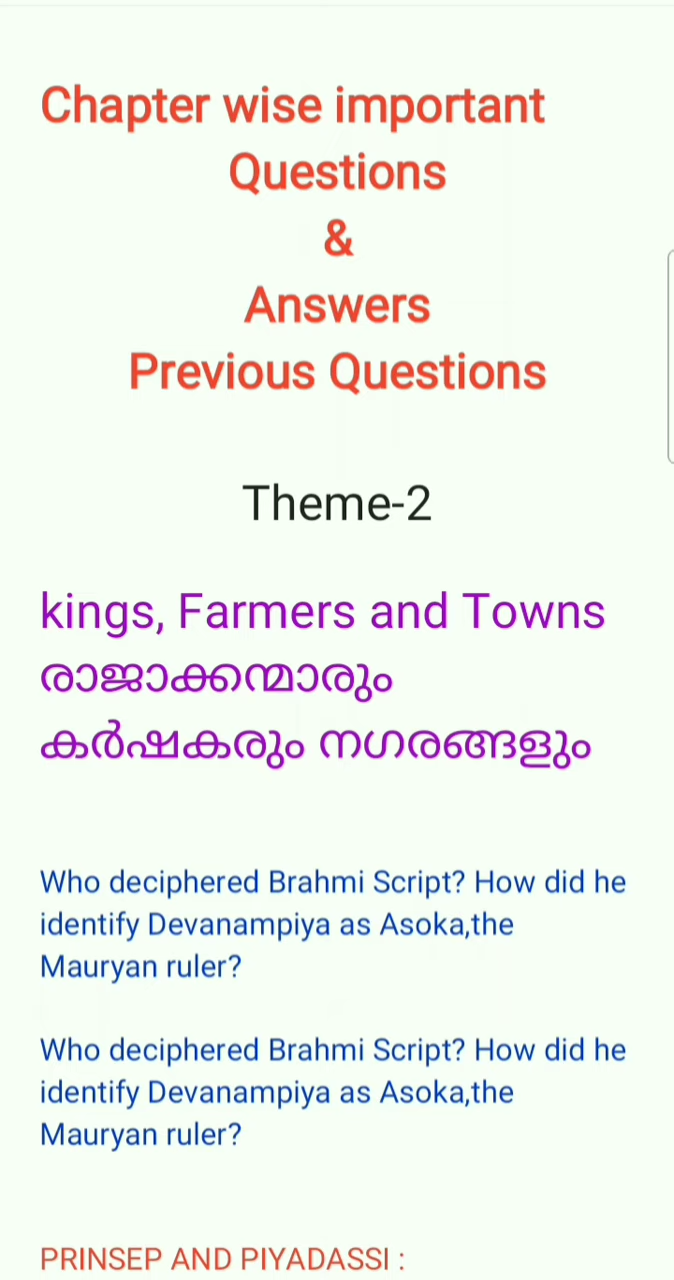 Chapter wise important
Questions
&
Answers
Previous Questions
Theme-2
kings, Farmers and Towns
രാജാക്കന്മാരും
കർഷകരും നഗരങ്ങളും
Who deciphered Brahmi Script? How did he
identify Devanampiya as Asoka,the
Mauryan ruler?
Who deciphered Brahmi Script? How did he
identify Devanampiya as Asoka,the
Mauryan ruler?
PRINSEP AND PIYADASSI :